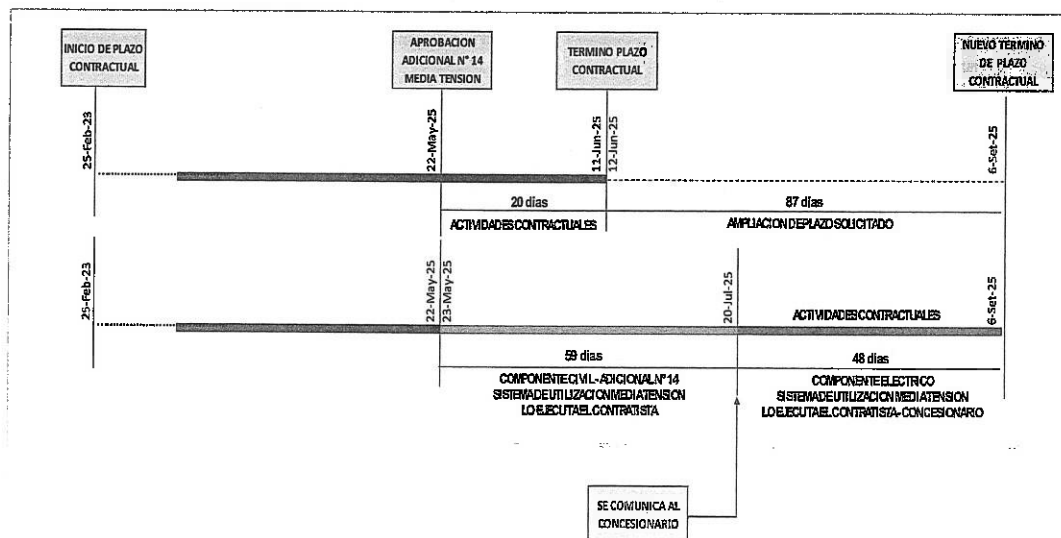 INICIO DE PLAZO
CONTRACTUAL
APROBACION
ADICIONAL N° 14
MEDIA TENSION
TERMINO PLAZO
CONTRACTUAL
NUEVO TERMINO
DE PLAZO
CONTRACTUAL
25-Feb-23
22-May-25
11-Jun-25
12-Jun-25
6-Set-25
20 dias
87 dias
ACTIVIDADES CONTRACTUALES
AMPLIACION DE PLAZO SOLICITADO
25-Feb-23
22-May-25
23-May-25
20-Jul-25
ACTIVIDADES CONTRACTUALES
6-Set-25
59 dias
48 dias
COMPONENTE CIVIL - ADICIONAL N° 14
SISTEMA DE UTILIZACION MEDIA TENSION
LO EJECUTA EL CONTRATISTA
COMPONENTE ELECTRICO
SISTEMA DE UTILIZACION MEDIA TENSION
LO EJECUTA EL CONTRATISTA - CONCESIONARIO
SE COMUNICA AL
CONCESIONARIO